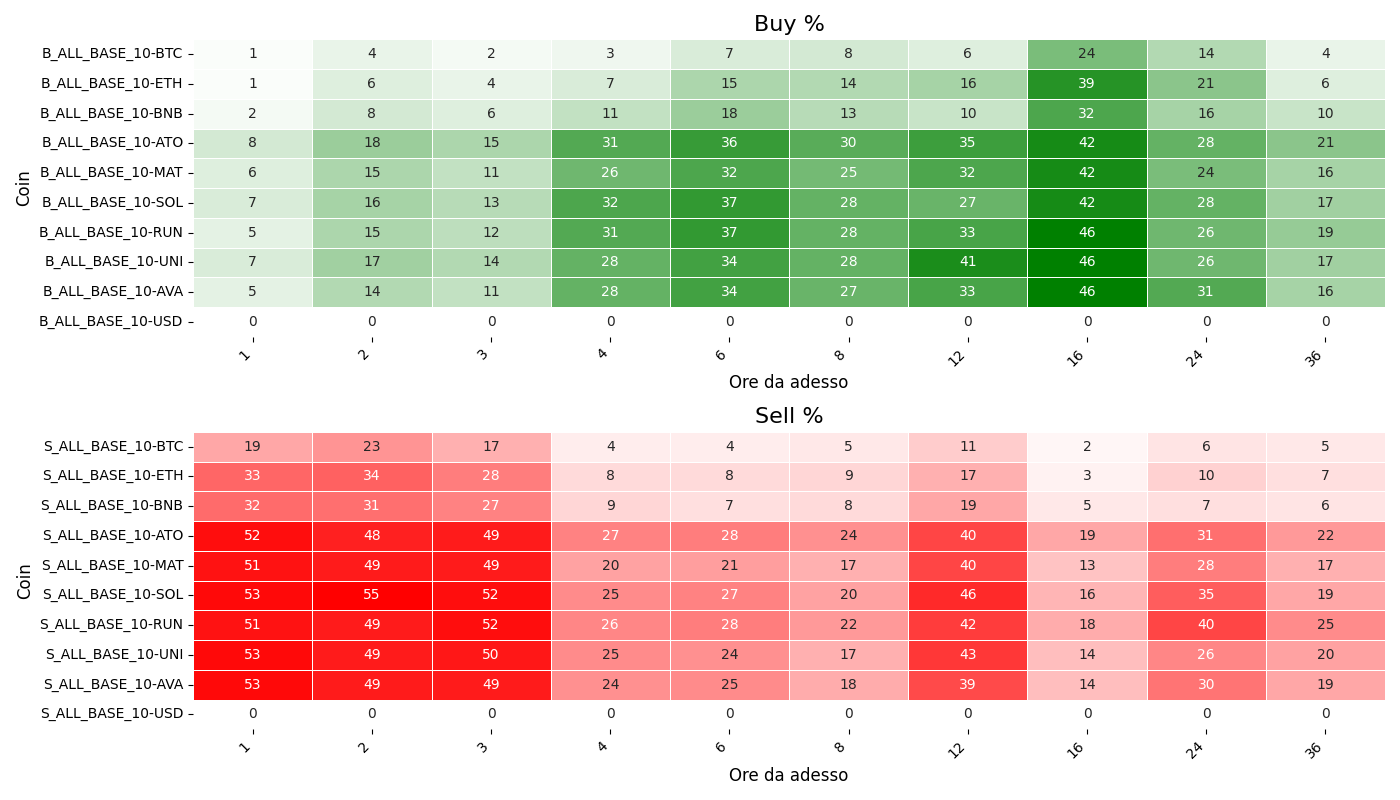 Buy %
Coin
B_ALL_BASE_10-BTC 1 4 2 3 7 8 6 24 14 4
B_ALL_BASE_10-ETH 1 6 4 7 15 14 16 39 21 6
B_ALL_BASE_10-BNB 2 8 6 11 18 13 10 32 16 10
B_ALL_BASE_10-ATO 8 18 15 31 36 30 35 42 28 21
B_ALL_BASE_10-MAT 6 15 11 26 32 25 32 42 24 16
B_ALL_BASE_10-SOL 7 16 13 32 37 28 27 42 28 17
B_ALL_BASE_10-RUN 5 15 12 31 37 28 33 46 26 19
B_ALL_BASE_10-UNI 7 17 14 28 34 28 41 46 26 17
B_ALL_BASE_10-AVA 5 14 11 28 34 27 33 46 31 16
B_ALL_BASE_10-USD 0 0 0 0 0 0 0 0 0 0
1 2 3 4 6 8 12 16 24 36
Ore da adesso
Sell %
Coin
S_ALL_BASE_10-BTC 19 23 17 4 4 5 11 2 6 5
S_ALL_BASE_10-ETH 33 34 28 8 8 9 17 3 10 7
S_ALL_BASE_10-BNB 32 31 27 9 7 8 19 5 7 6
S_ALL_BASE_10-ATO 52 48 49 27 28 24 40 19 31 22
S_ALL_BASE_10-MAT 51 49 49 20 21 17 40 13 28 17
S_ALL_BASE_10-SOL 53 55 52 25 27 20 46 16 35 19
S_ALL_BASE_10-RUN 51 49 52 26 28 22 42 18 40 25
S_ALL_BASE_10-UNI 53 49 50 25 24 17 43 14 26 20
S_ALL_BASE_10-AVA 53 49 49 24 25 18 39 14 30 19
S_ALL_BASE_10-USD 0 0 0 0 0 0 0 0 0 0
1 2 3 4 6 8 12 16 24 36
Ore da adesso